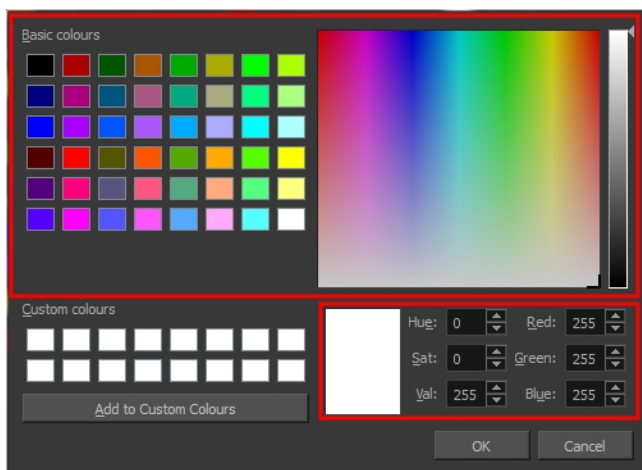 Basic colours
Custom colours
Hue: 0 Red: 255
Sat: 0 Green: 255
Val: 255 Blue: 255
Add to Custom Colours
OK Cancel